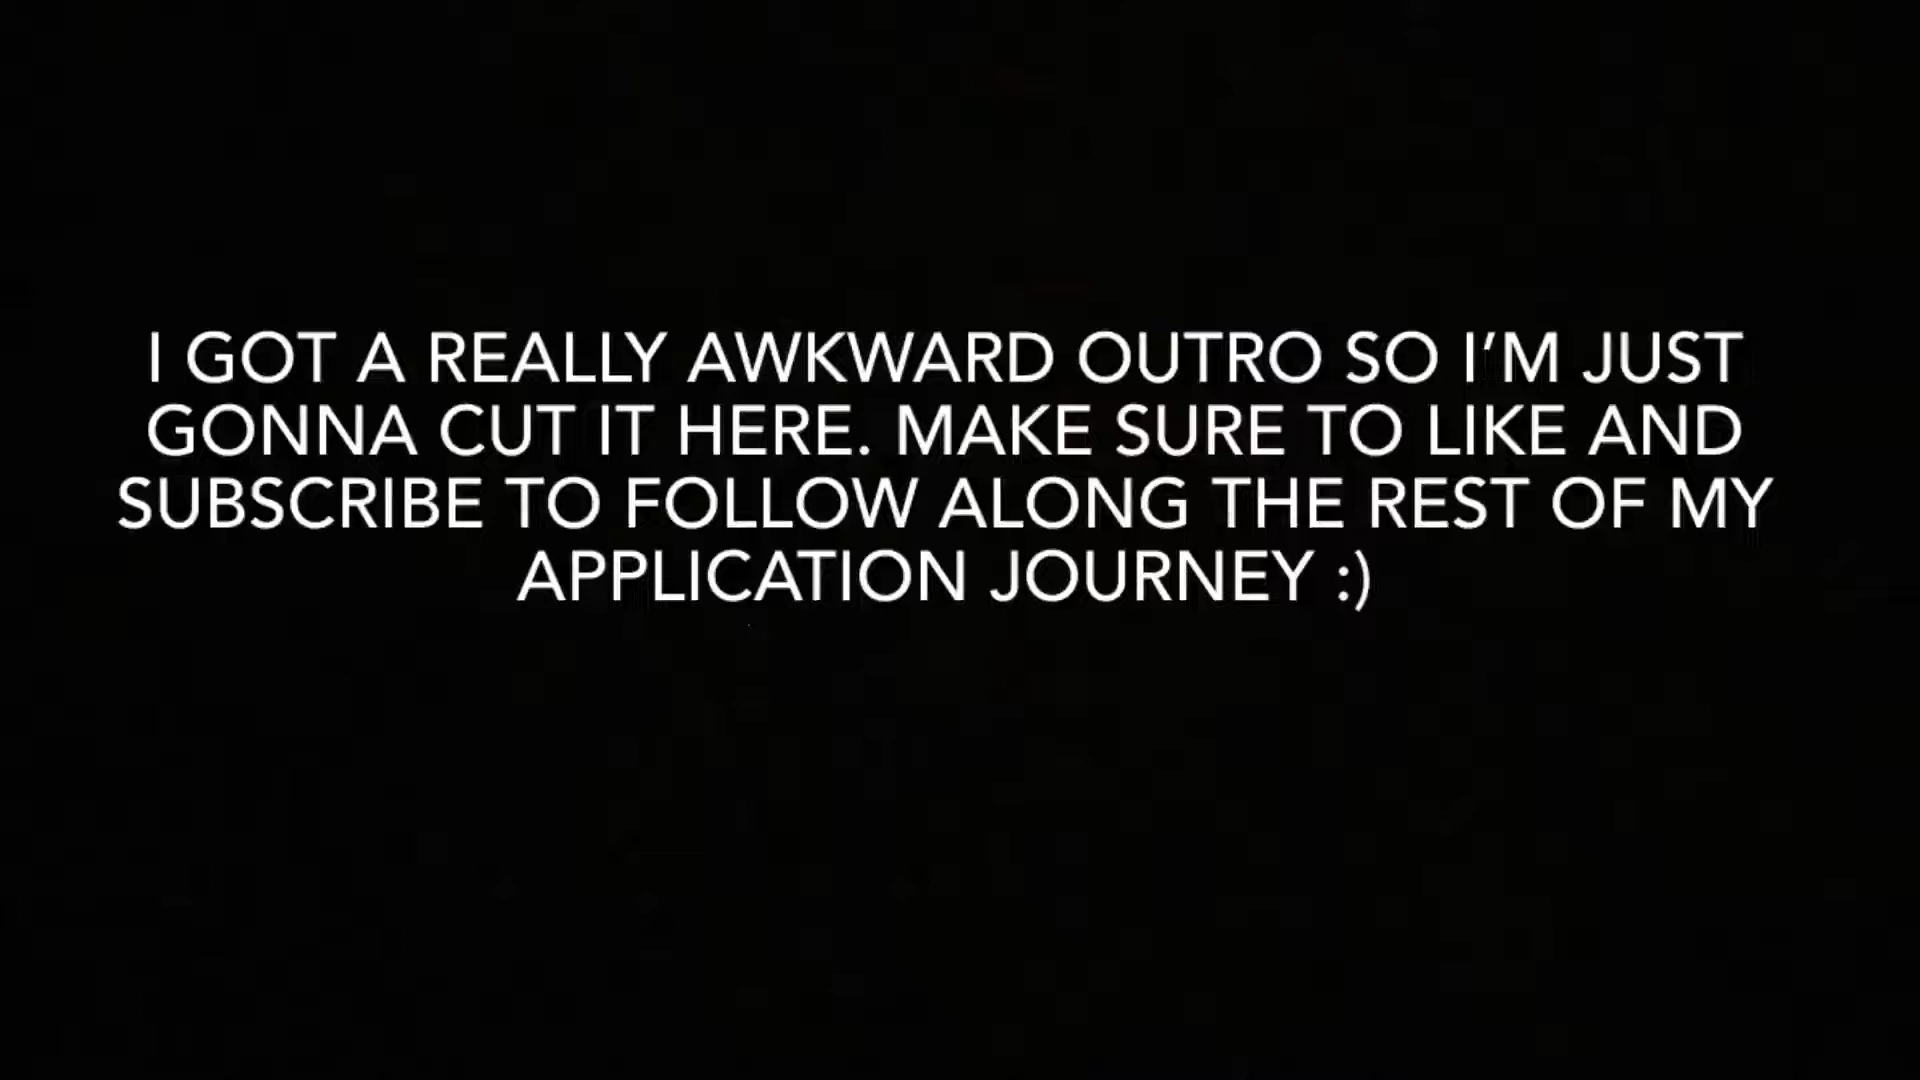 I GOT A REALLY AWKWARD OUTRO SO I’M JUST
GONNA CUT IT HERE. MAKE SURE TO LIKE AND
SUBSCRIBE TO FOLLOW ALONG THE REST OF MY
APPLICATION JOURNEY :)